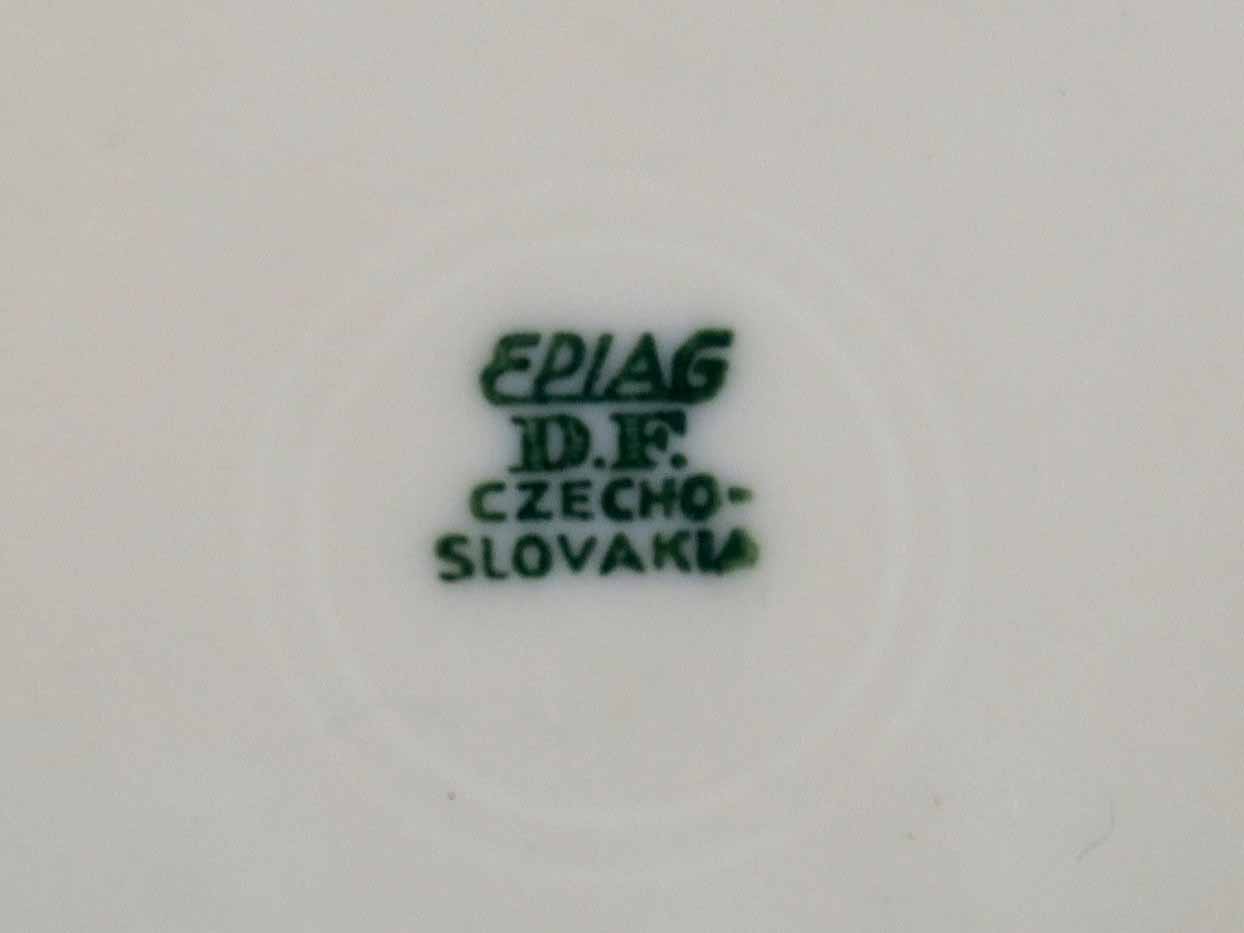 EPIAG
D.F.
CZECHO-
SLOVAKIA